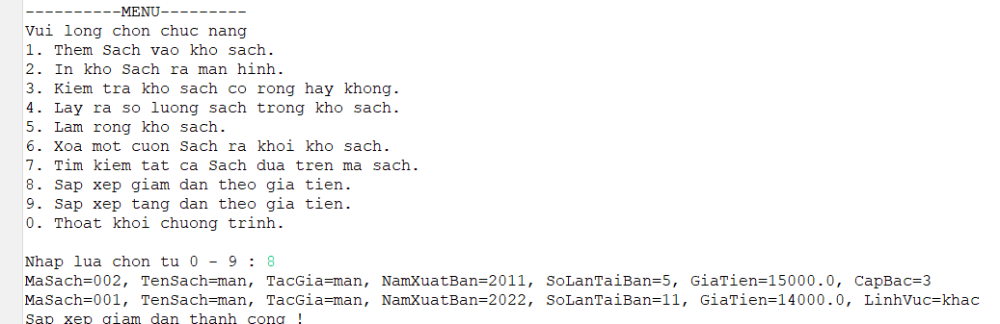 ----------MENU---------
Vui long chon chuc nang
1. Them Sach vao kho sach.
2. In kho Sach ra man hinh.
3. Kiem tra kho sach co rong hay khong.
4. Lay ra so luong sach trong kho sach.
5. Lam rong kho sach.
6. Xoa mot cuon Sach ra khoi kho sach.
7. Tim kiem tat ca Sach dua tren ma sach.
8. Sap xep giam dan theo gia tien.
9. Sap xep tang dan theo gia tien.
0. Thoat khoi chuong trinh.
Nhap lua chon tu 0 - 9 : 8
MaSach=002, TenSach=man, TacGia=man, NamXuatBan=2011, SoLanTaiBan=5, GiaTien=15000.0, CapBac=3
MaSach=001, TenSach=man, TacGia=man, NamXuatBan=2022, SoLanTaiBan=11, GiaTien=14000.0, LinhVuc=khac
Sap xep giam dan thanh cong !